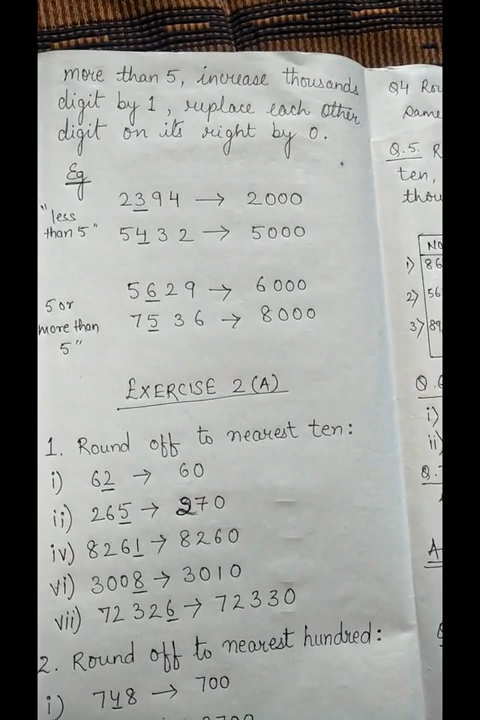 more than 5, increase thousands
digit by 1, replace each other
digit on its right by 0.
Eg
"less than 5"
2394 → 2000
5432 → 5000
5 or more than 5"
5629 → 6000
7536 → 8000
EXERCISE 2(A)
1. Round off to nearest ten:
i) 62 → 60
ii) 265 → 270
iv) 8261 → 8260
vi) 3008 → 3010
vii) 72326 → 72330
2. Round off to nearest hundred:
i) 748 → 700
Q4 Rou
Same
Q.5. R
ten,
thou
No
1) 86
2) 56
3) 89
i)
ii)